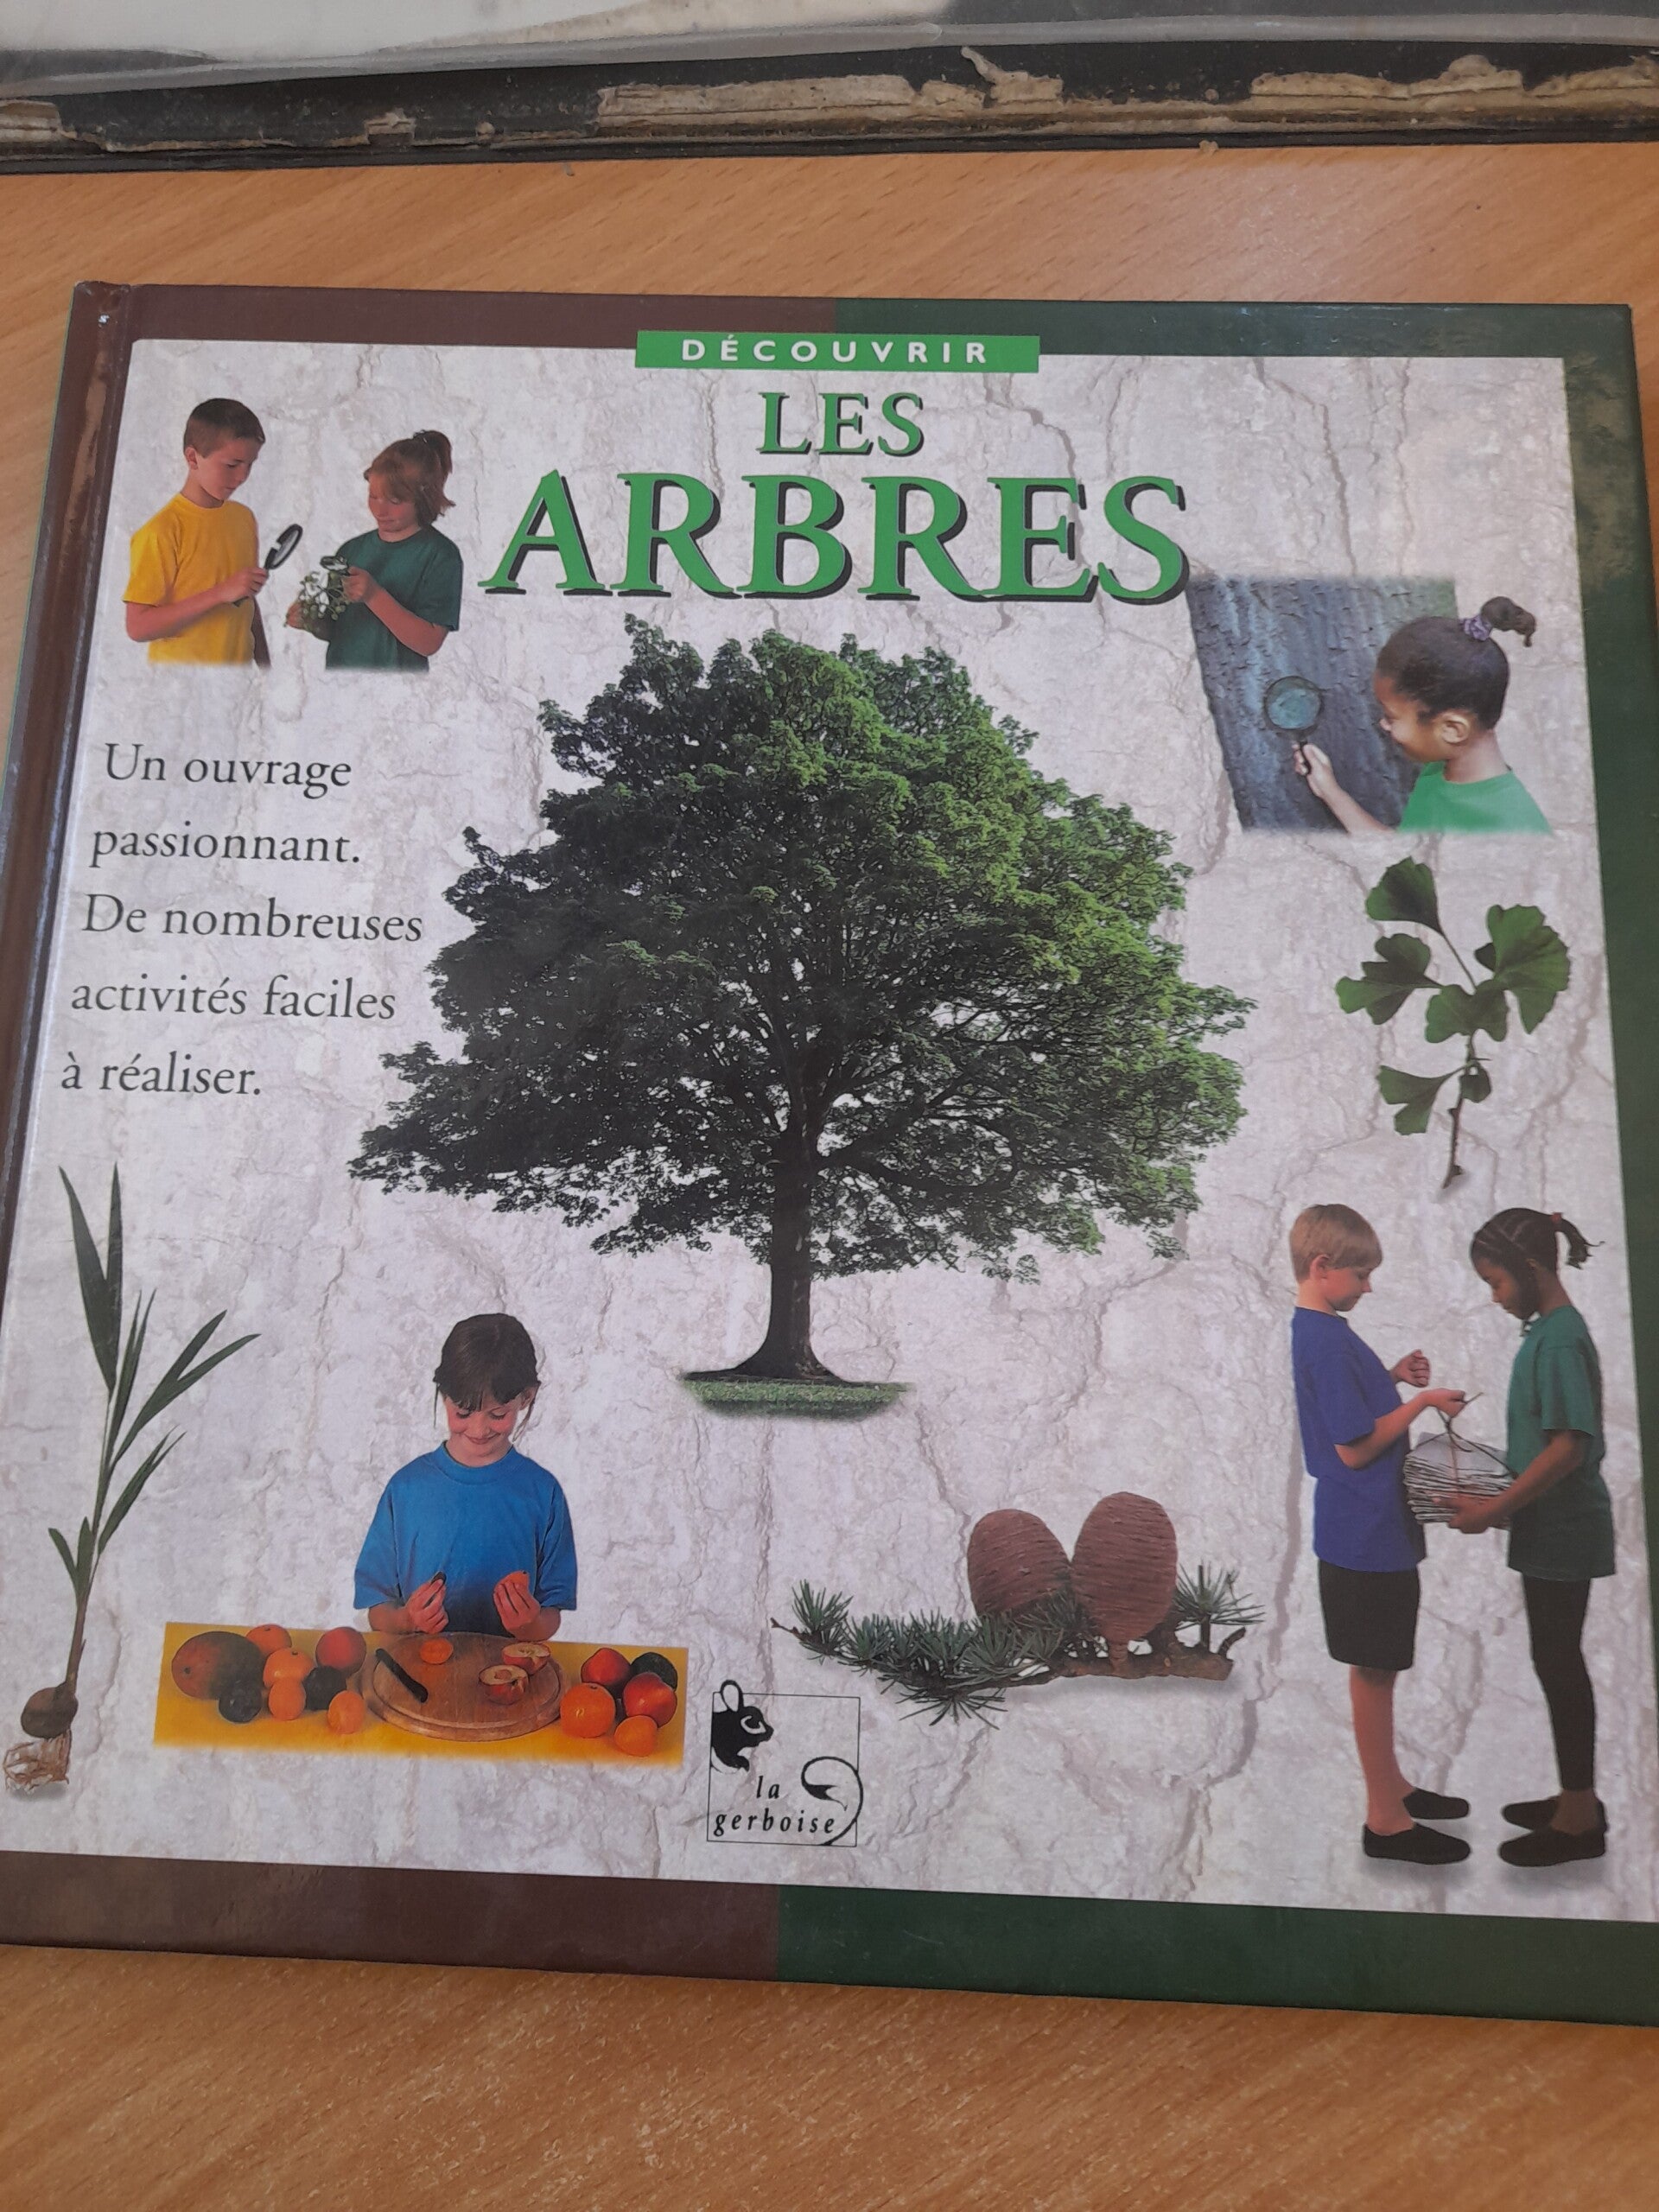 DÉCOUVRIR
LES
ARBRES
Un ouvrage
passionnant.
De nombreuses
activités faciles
à réaliser.
la
gerboise